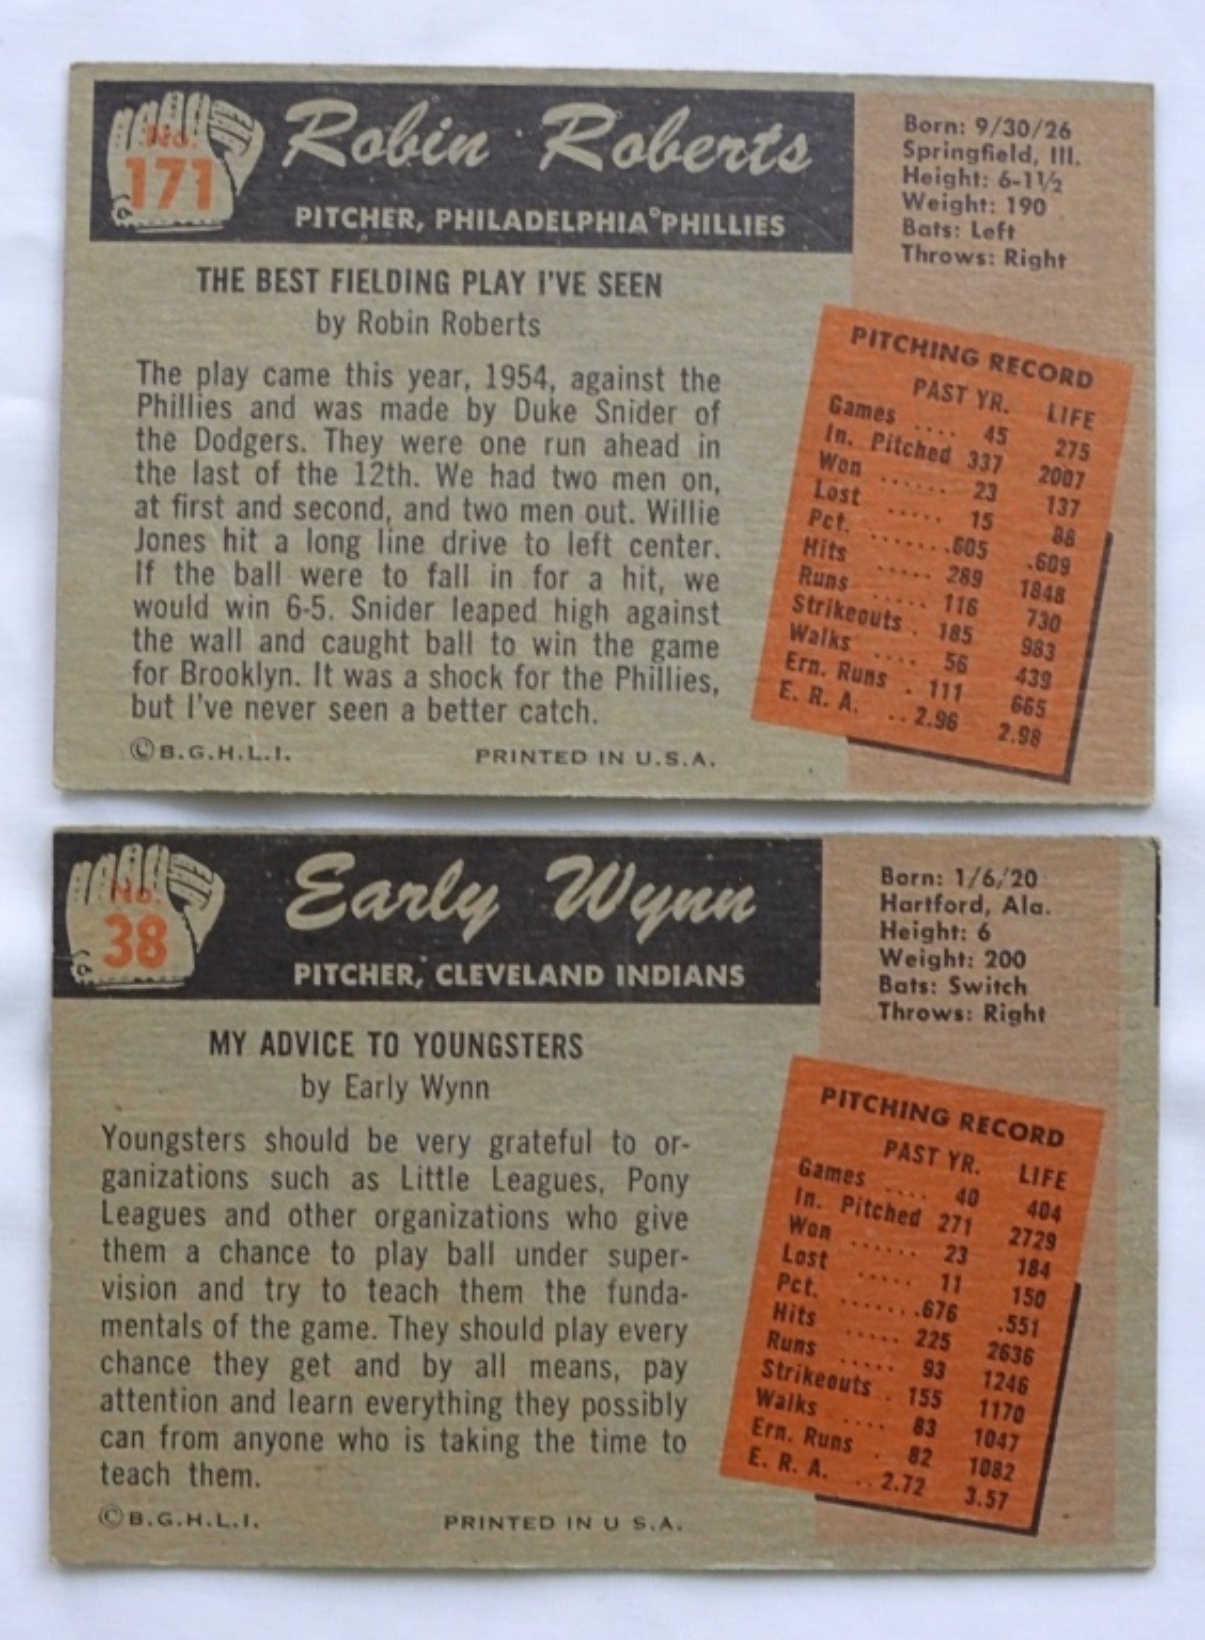 No.
171
Robin Roberts
PITCHER, PHILADELPHIA PHILLIES
Born: 9/30/26
Springfield, Ill.
Height: 6-11½
Weight: 190
Bats: Left
Throws: Right
THE BEST FIELDING PLAY I'VE SEEN
by Robin Roberts
The play came this year, 1954, against the
Phillies and was made by Duke Snider of
the Dodgers. They were one run ahead in
the last of the 12th. We had two men on,
at first and second, and two men out. Willie
Jones hit a long line drive to left center.
If the ball were to fall in for a hit, we
would win 6-5. Snider leaped high against
the wall and caught ball to win the game
for Brooklyn. It was a shock for the Phillies,
but I've never seen a better catch.
©B.G.H.L.I. PRINTED IN U.S.A.
PITCHING RECORD
PAST YR. LIFE
Games .... 45 275
In. Pitched 337 2007
Won ...... 23 137
Lost ..... 15 88
Pct. .......605 .609
Hits ..... 289 1848
Runs ..... 116 730
Strikeouts . 185 983
Walks .... 56 439
Ern. Runs . 111 665
E. R. A. ..2.96 2.98
No.
38
Early Wynn
PITCHER, CLEVELAND INDIANS
Born: 1/6/20
Hartford, Ala.
Height: 6
Weight: 200
Bats: Switch
Throws: Right
MY ADVICE TO YOUNGSTERS
by Early Wynn
Youngsters should be very grateful to or-
ganizations such as Little Leagues, Pony
Leagues and other organizations who give
them a chance to play ball under super-
vision and try to teach them the funda-
mentals of the game. They should play every
chance they get and by all means, pay
attention and learn everything they possibly
can from anyone who is taking the time to
teach them.
©B.G.H.L.I. PRINTED IN U S.A.
PITCHING RECORD
PAST YR. LIFE
Games .... 40 404
In. Pitched 271 2729
Won ...... 23 184
Lost ..... 11 150
Pct. .......676 .551
Hits ..... 225 2636
Runs ..... 93 1246
Strikeouts . 155 1170
Walks .... 83 1047
Ern. Runs . 82 1082
E. R. A. ..2.72 3.57